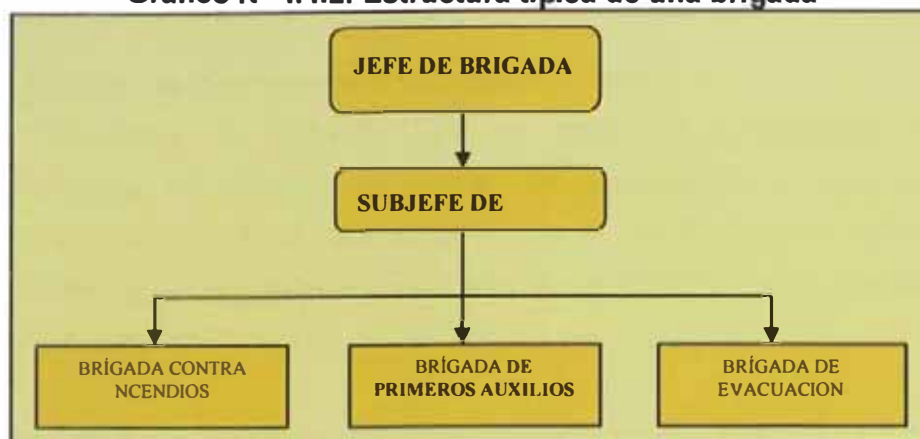 JEFE DE BRIGADA
SUBJEFE DE
BRÍGADA CONTRA
NCENDIOS
BRÍGADA DE
PRIMEROS AUXILIOS
BRÍGADA DE
EVACUACION